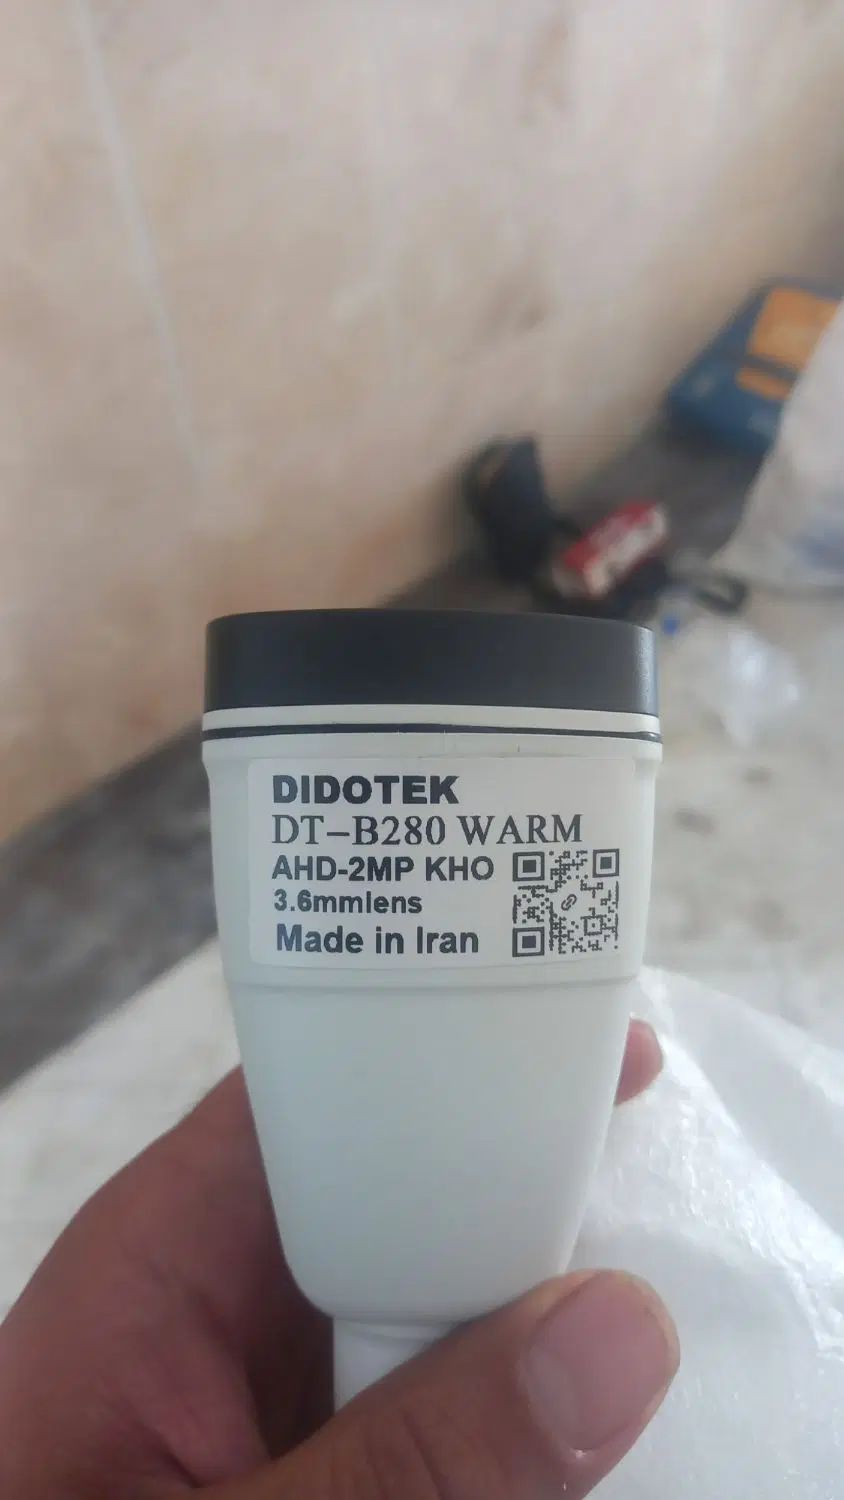 DIDOTEK
DT-B280 WARM
AHD-2MP KHO
3.6mmlens
Made in Iran